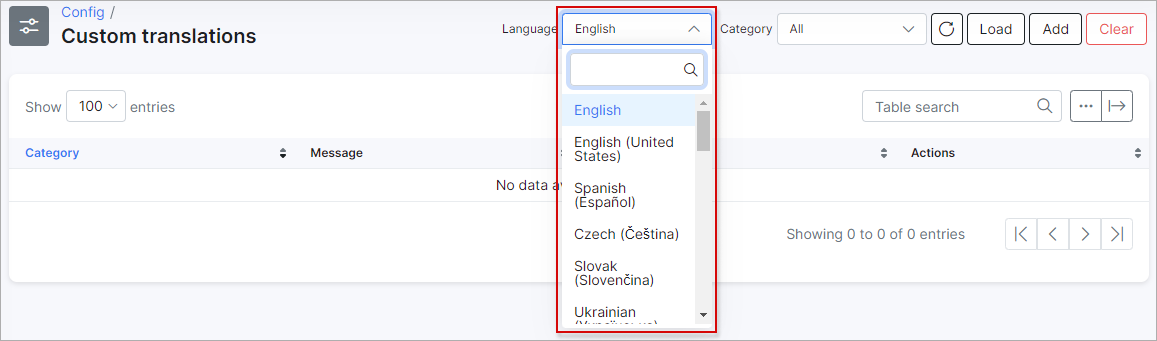 Config /
Custom translations
Language English Category All Load Add Clear
Show 100 entries
Table search
Category Message Actions
No data av
Showing 0 to 0 of 0 entries
English
English (United
States)
Spanish
(Español)
Czech (Čeština)
Slovak
(Slovenčina)
Ukrainian